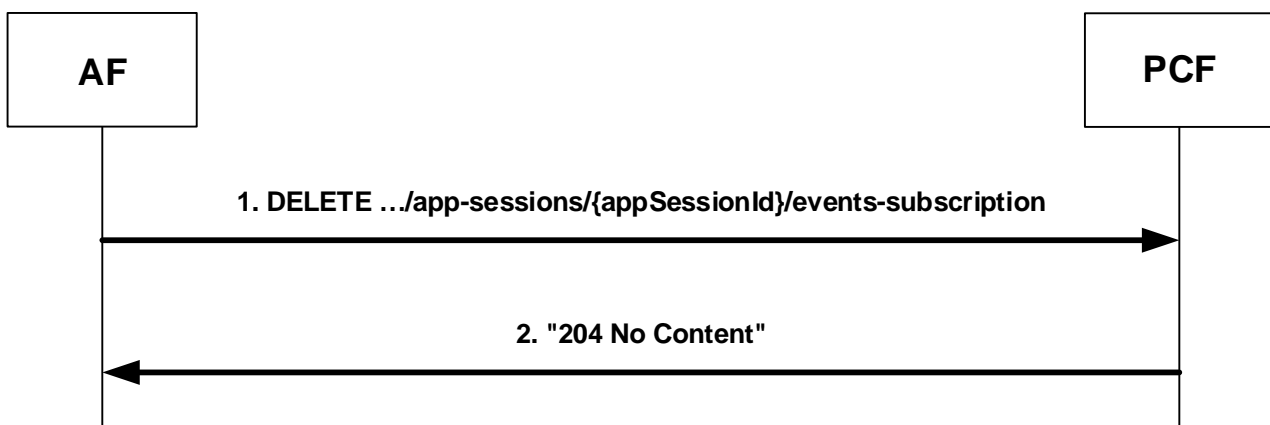 AF
PCF
1. DELETE …/app-sessions/{appSessionId}/events-subscription
2. "204 No Content"